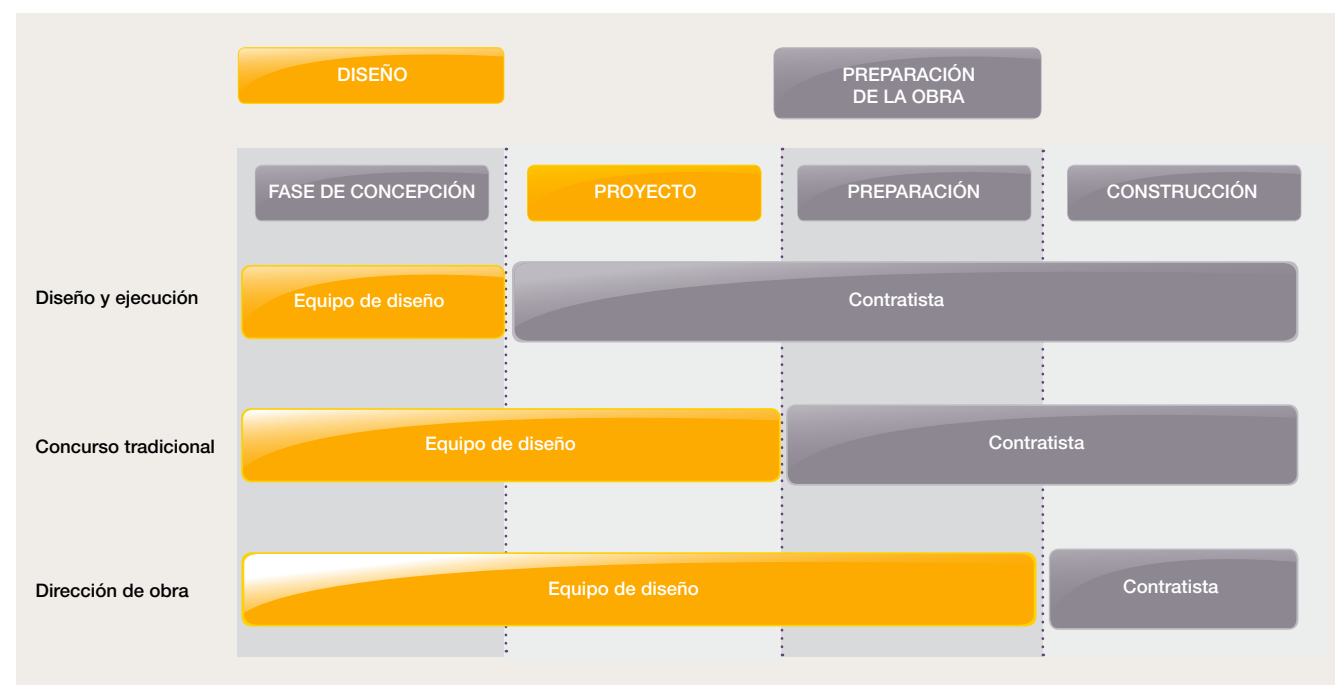 DISEÑO
PREPARACIÓN
DE LA OBRA
FASE DE CONCEPCIÓN
PROYECTO
PREPARACIÓN
CONSTRUCCIÓN
Diseño y ejecución
Equipo de diseño
Contratista
Concurso tradicional
Equipo de diseño
Contratista
Dirección de obra
Equipo de diseño
Contratista